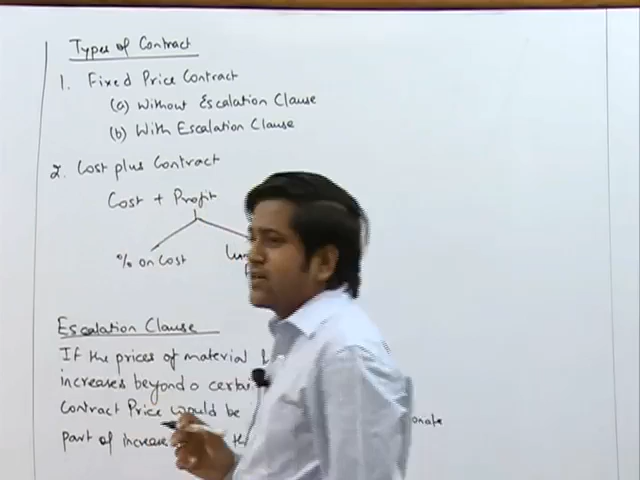 Types of Contract
1. Fixed Price Contract
(a) Without Escalation Clause
(b) With Escalation Clause
2. Cost plus Contract
Cost + Profit
% on Cost
Escalation Clause
If the prices of material
increases beyond a certain
Contract Price would be
part of increase